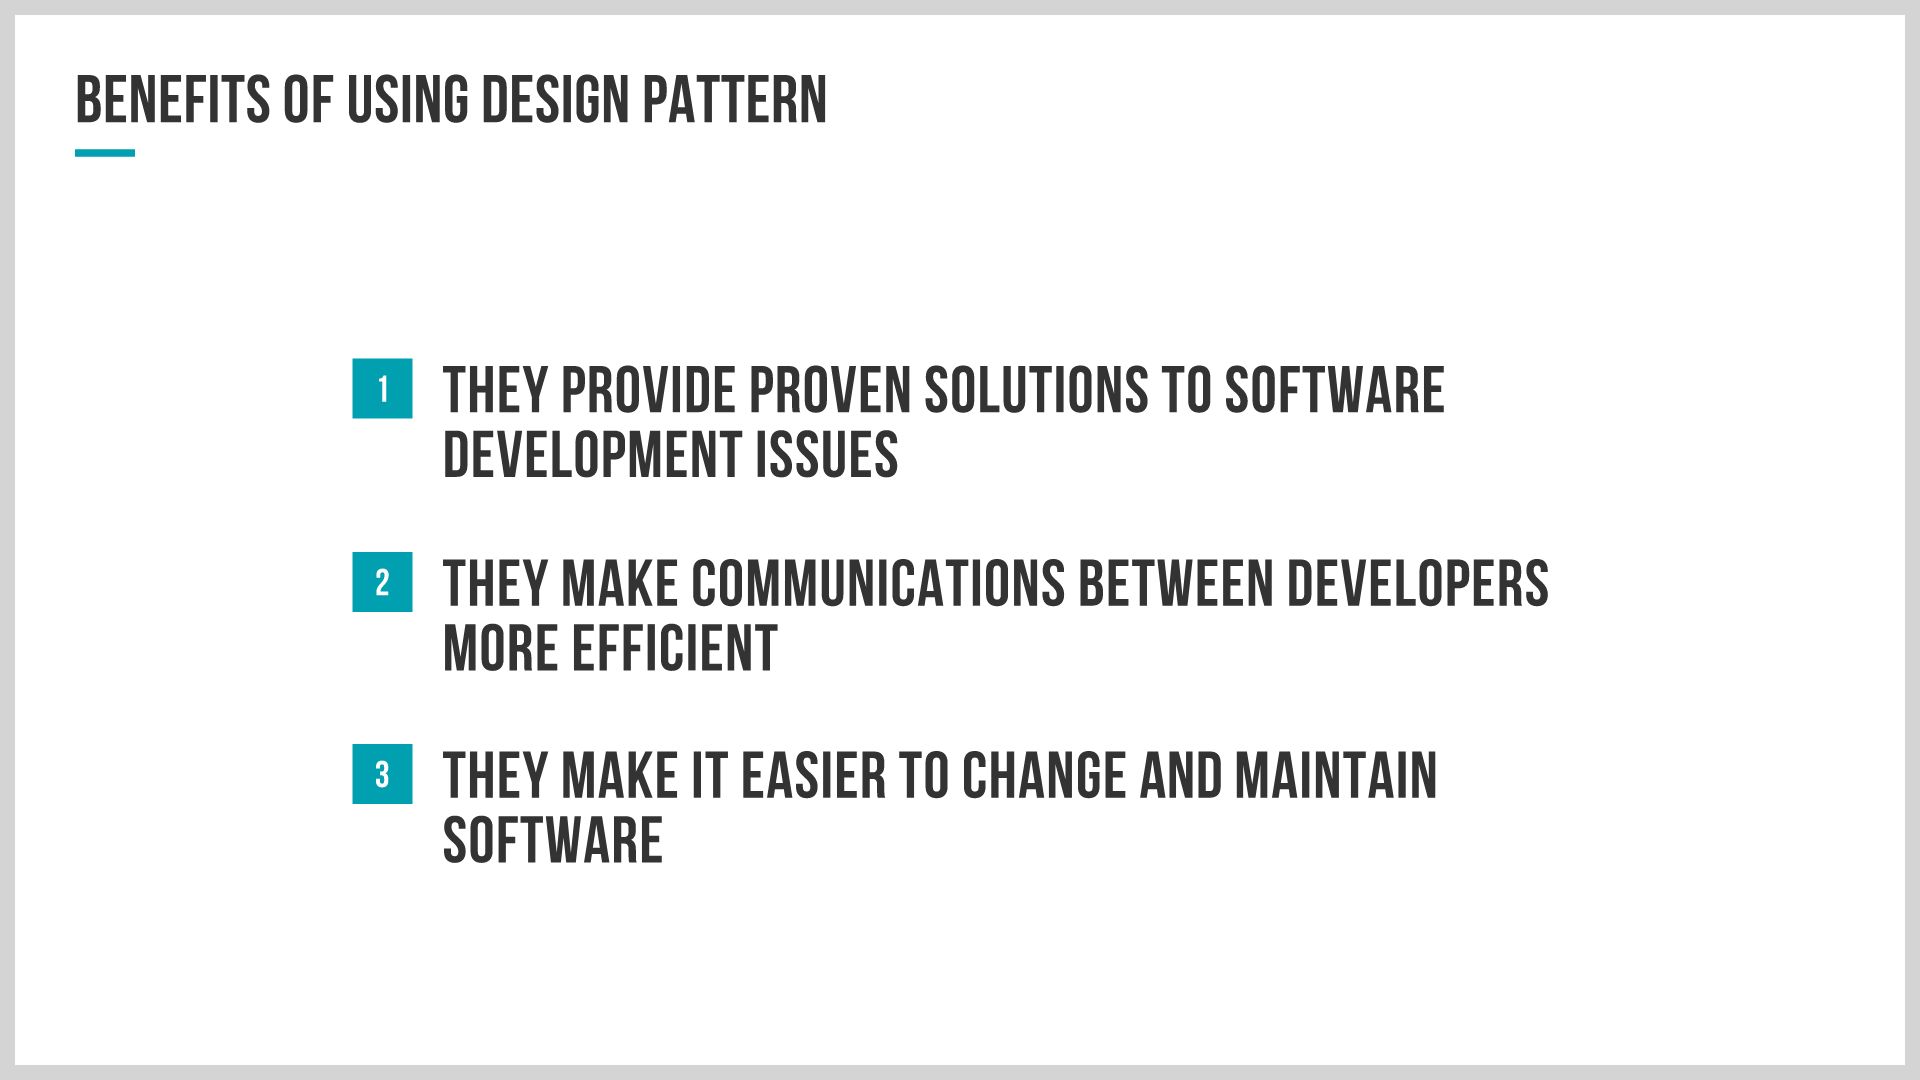 BENEFITS OF USING DESIGN PATTERN
1 THEY PROVIDE PROVEN SOLUTIONS TO SOFTWARE
DEVELOPMENT ISSUES
2 THEY MAKE COMMUNICATIONS BETWEEN DEVELOPERS
MORE EFFICIENT
3 THEY MAKE IT EASIER TO CHANGE AND MAINTAIN
SOFTWARE